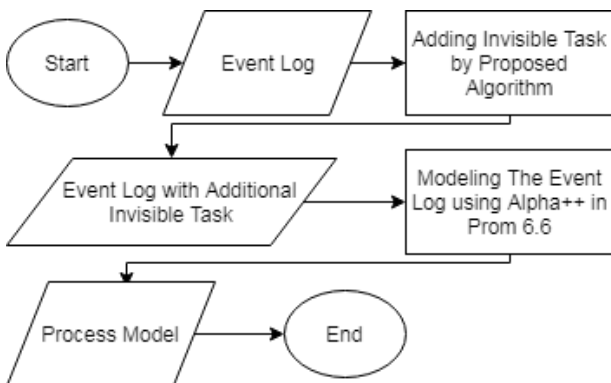 Start
Event Log
Adding Invisible Task
by Proposed
Algorithm
Event Log with Additional
Invisible Task
Modeling The Event
Log using Alpha++ in
Prom 6.6
Process Model
End